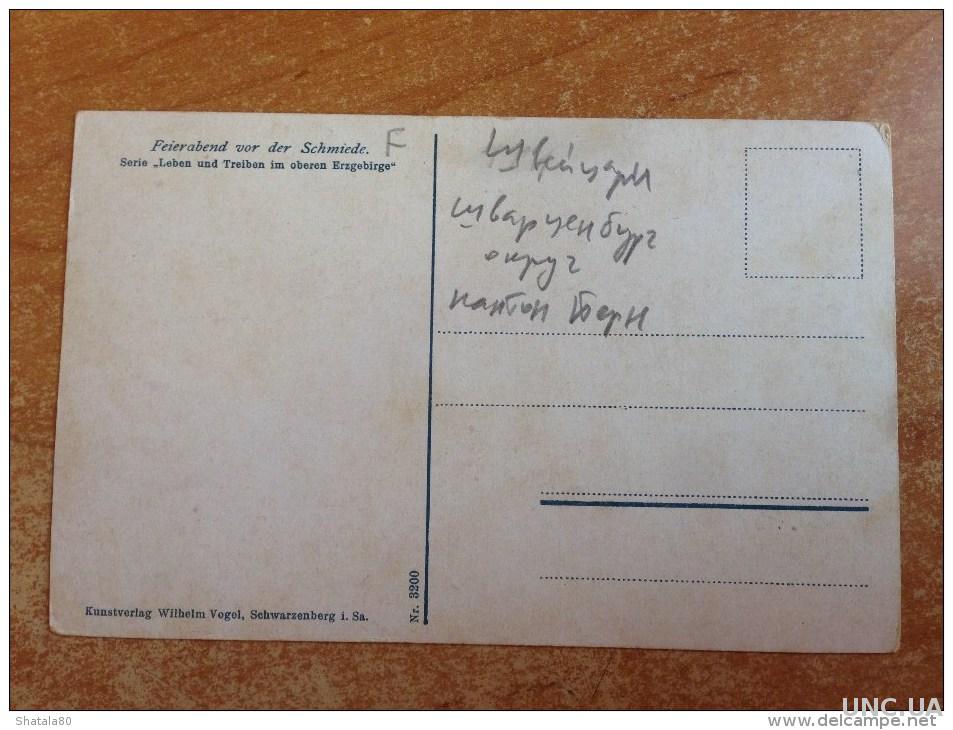 Feierabend vor der Schmiede.
Serie „Leben und Treiben im oberen Erzgebirge"
F
Швейцари
шварценбург
округ
кантон Берн
Nr. 3200
Kunstverlag Wilhelm Vogel, Schwarzenberg i. Sa.
UNC.UA
Shatala80
www.delcampe.net